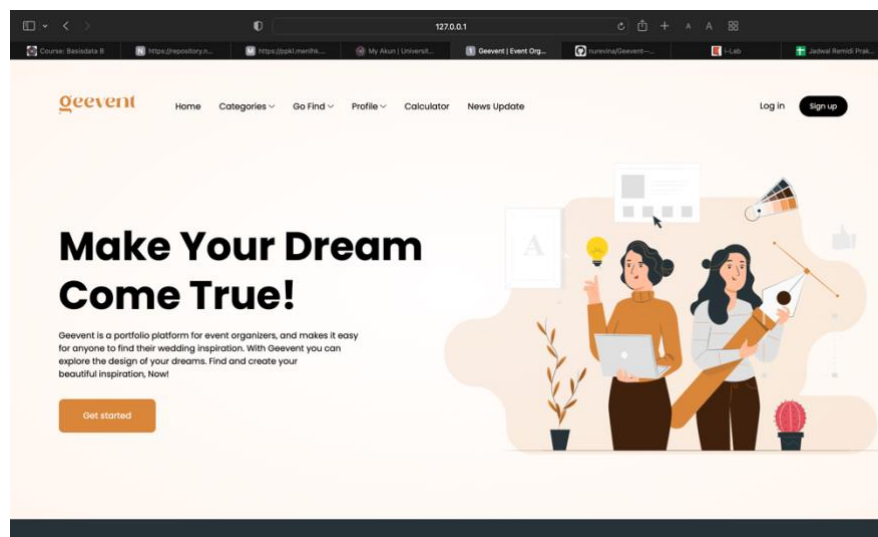 127.0.0.1
Course: Basisdata B
https://repository.n...
https://ppkl.menlhk....
My Akun | Universit...
Geevent | Event Org...
nurevina/Geevent--...
i-Lab
Jadwal Remidi Prak...
geevent
Home
Categories
Go Find
Profile
Calculator
News Update
Log in
Sign up
Make Your Dream
Come True!
Geevent is a portfolio platform for event organizers, and makes it easy
for anyone to find their wedding inspiration. With Geevent you can
explore the design of your dreams. Find and create your
beautiful inspiration, Now!
Get started
A